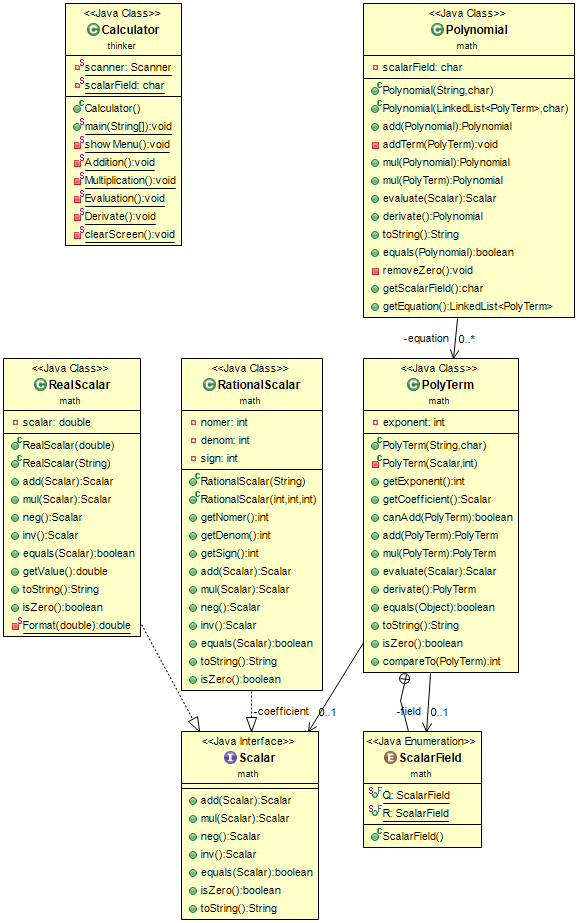 <<Java Class>>
Calculator
thinker
scanner: Scanner
scalarField: char
Calculator()
main(String[]):void
showMenu():void
Addition():void
Multiplication():void
Evaluation():void
Derivate():void
clearScreen():void
<<Java Class>>
Polynomial
math
scalarField: char
Polynomial(String,char)
Polynomial(LinkedList<PolyTerm>,char)
add(Polynomial):Polynomial
addTerm(PolyTerm):void
mul(Polynomial):Polynomial
mul(PolyTerm):Polynomial
evaluate(Scalar):Scalar
derivate():Polynomial
toString():String
equals(Polynomial):boolean
removeZero():void
getScalarField():char
getEquation():LinkedList<PolyTerm>
-equation 0..*
<<Java Class>>
RealScalar
math
scalar: double
RealScalar(double)
RealScalar(String)
add(Scalar):Scalar
mul(Scalar):Scalar
neg():Scalar
inv():Scalar
equals(Scalar):boolean
getValue():double
toString():String
isZero():boolean
Format(double):double
<<Java Class>>
RationalScalar
math
nomer: int
denom: int
sign: int
RationalScalar(String)
RationalScalar(int,int,int)
getNomer():int
getDenom():int
getSign():int
add(Scalar):Scalar
mul(Scalar):Scalar
neg():Scalar
inv():Scalar
equals(Scalar):boolean
toString():String
isZero():boolean
<<Java Class>>
PolyTerm
math
exponent: int
PolyTerm(String,char)
PolyTerm(Scalar,int)
getExponent():int
getCoefficient():Scalar
canAdd(PolyTerm):boolean
add(PolyTerm):PolyTerm
mul(PolyTerm):PolyTerm
evaluate(Scalar):Scalar
derivate():PolyTerm
equals(Object):boolean
toString():String
isZero():boolean
compareTo(PolyTerm):int
-coefficient 0..1
-field 0..1
<<Java Interface>>
Scalar
math
add(Scalar):Scalar
mul(Scalar):Scalar
neg():Scalar
inv():Scalar
equals(Scalar):boolean
isZero():boolean
toString():String
<<Java Enumeration>>
ScalarField
math
Q: ScalarField
R: ScalarField
ScalarField()